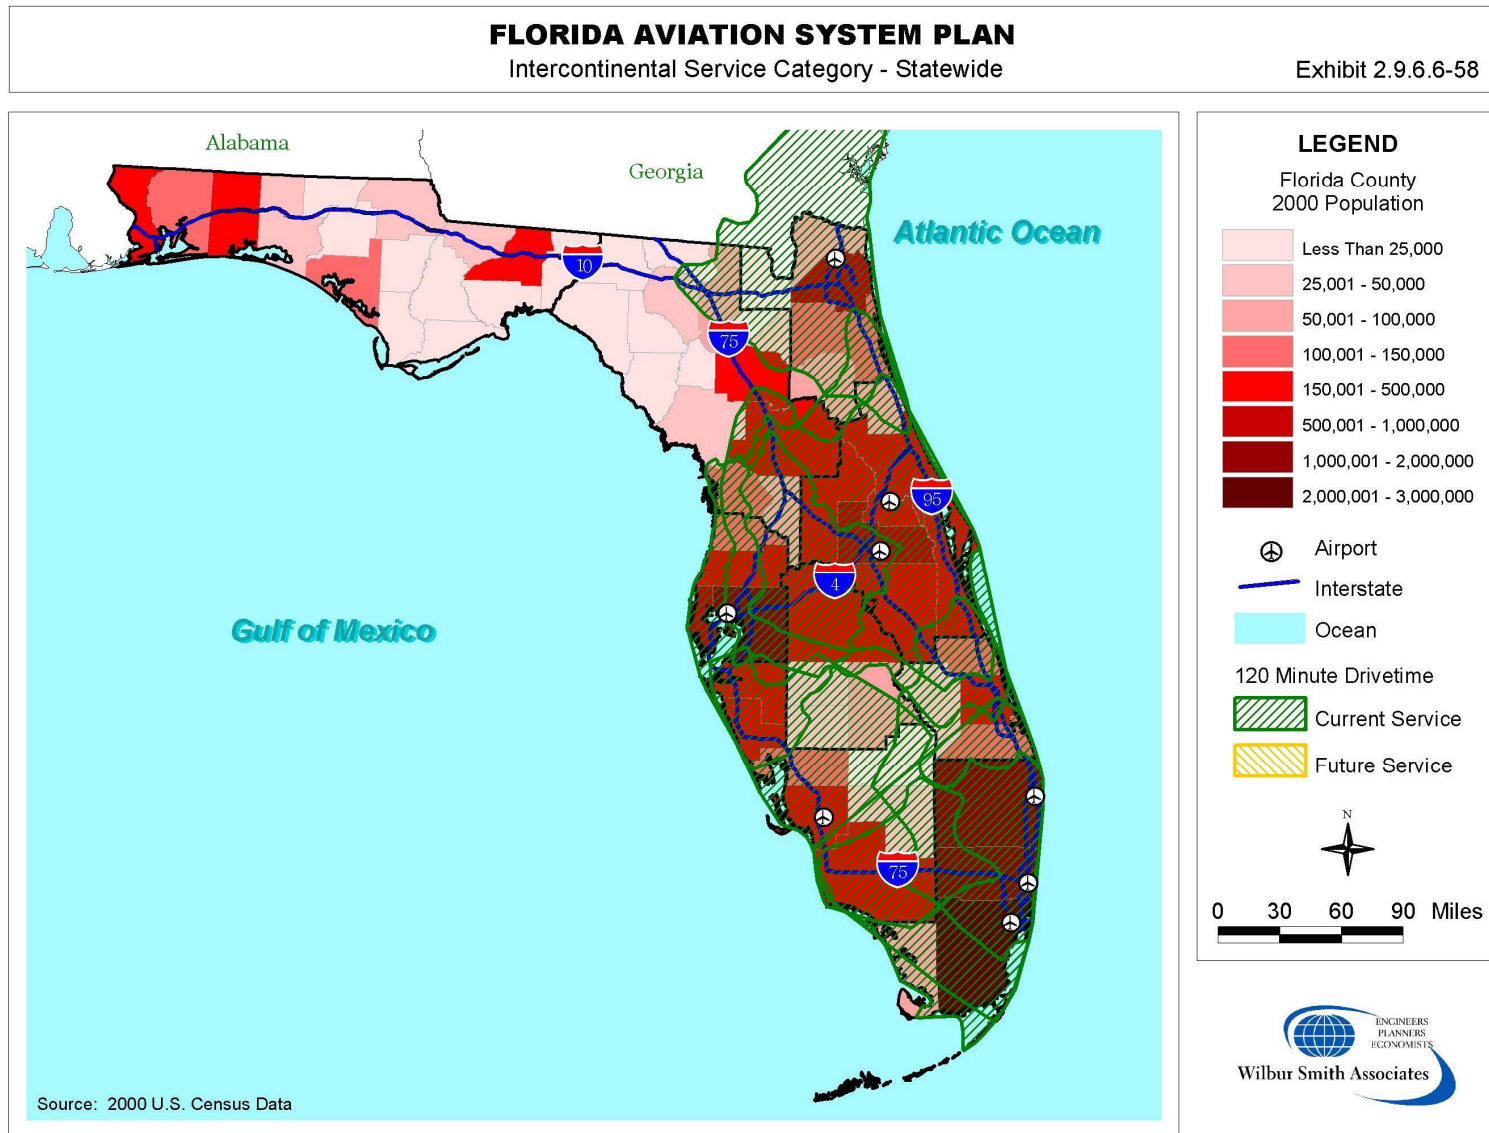 FLORIDA AVIATION SYSTEM PLAN
Intercontinental Service Category - Statewide
Exhibit 2.9.6.6-58
Alabama
Georgia
Atlantic Ocean
10
75
95
4
Gulf of Mexico
75
Source: 2000 U.S. Census Data
LEGEND
Florida County
2000 Population
Less Than 25,000
25,001 - 50,000
50,001 - 100,000
100,001 - 150,000
150,001 - 500,000
500,001 - 1,000,000
1,000,001 - 2,000,000
2,000,001 - 3,000,000
Airport
Interstate
Ocean
120 Minute Drivetime
Current Service
Future Service
N
0 30 60 90 Miles
ENGINEERS
PLANNERS
ECONOMISTS
Wilbur Smith Associates